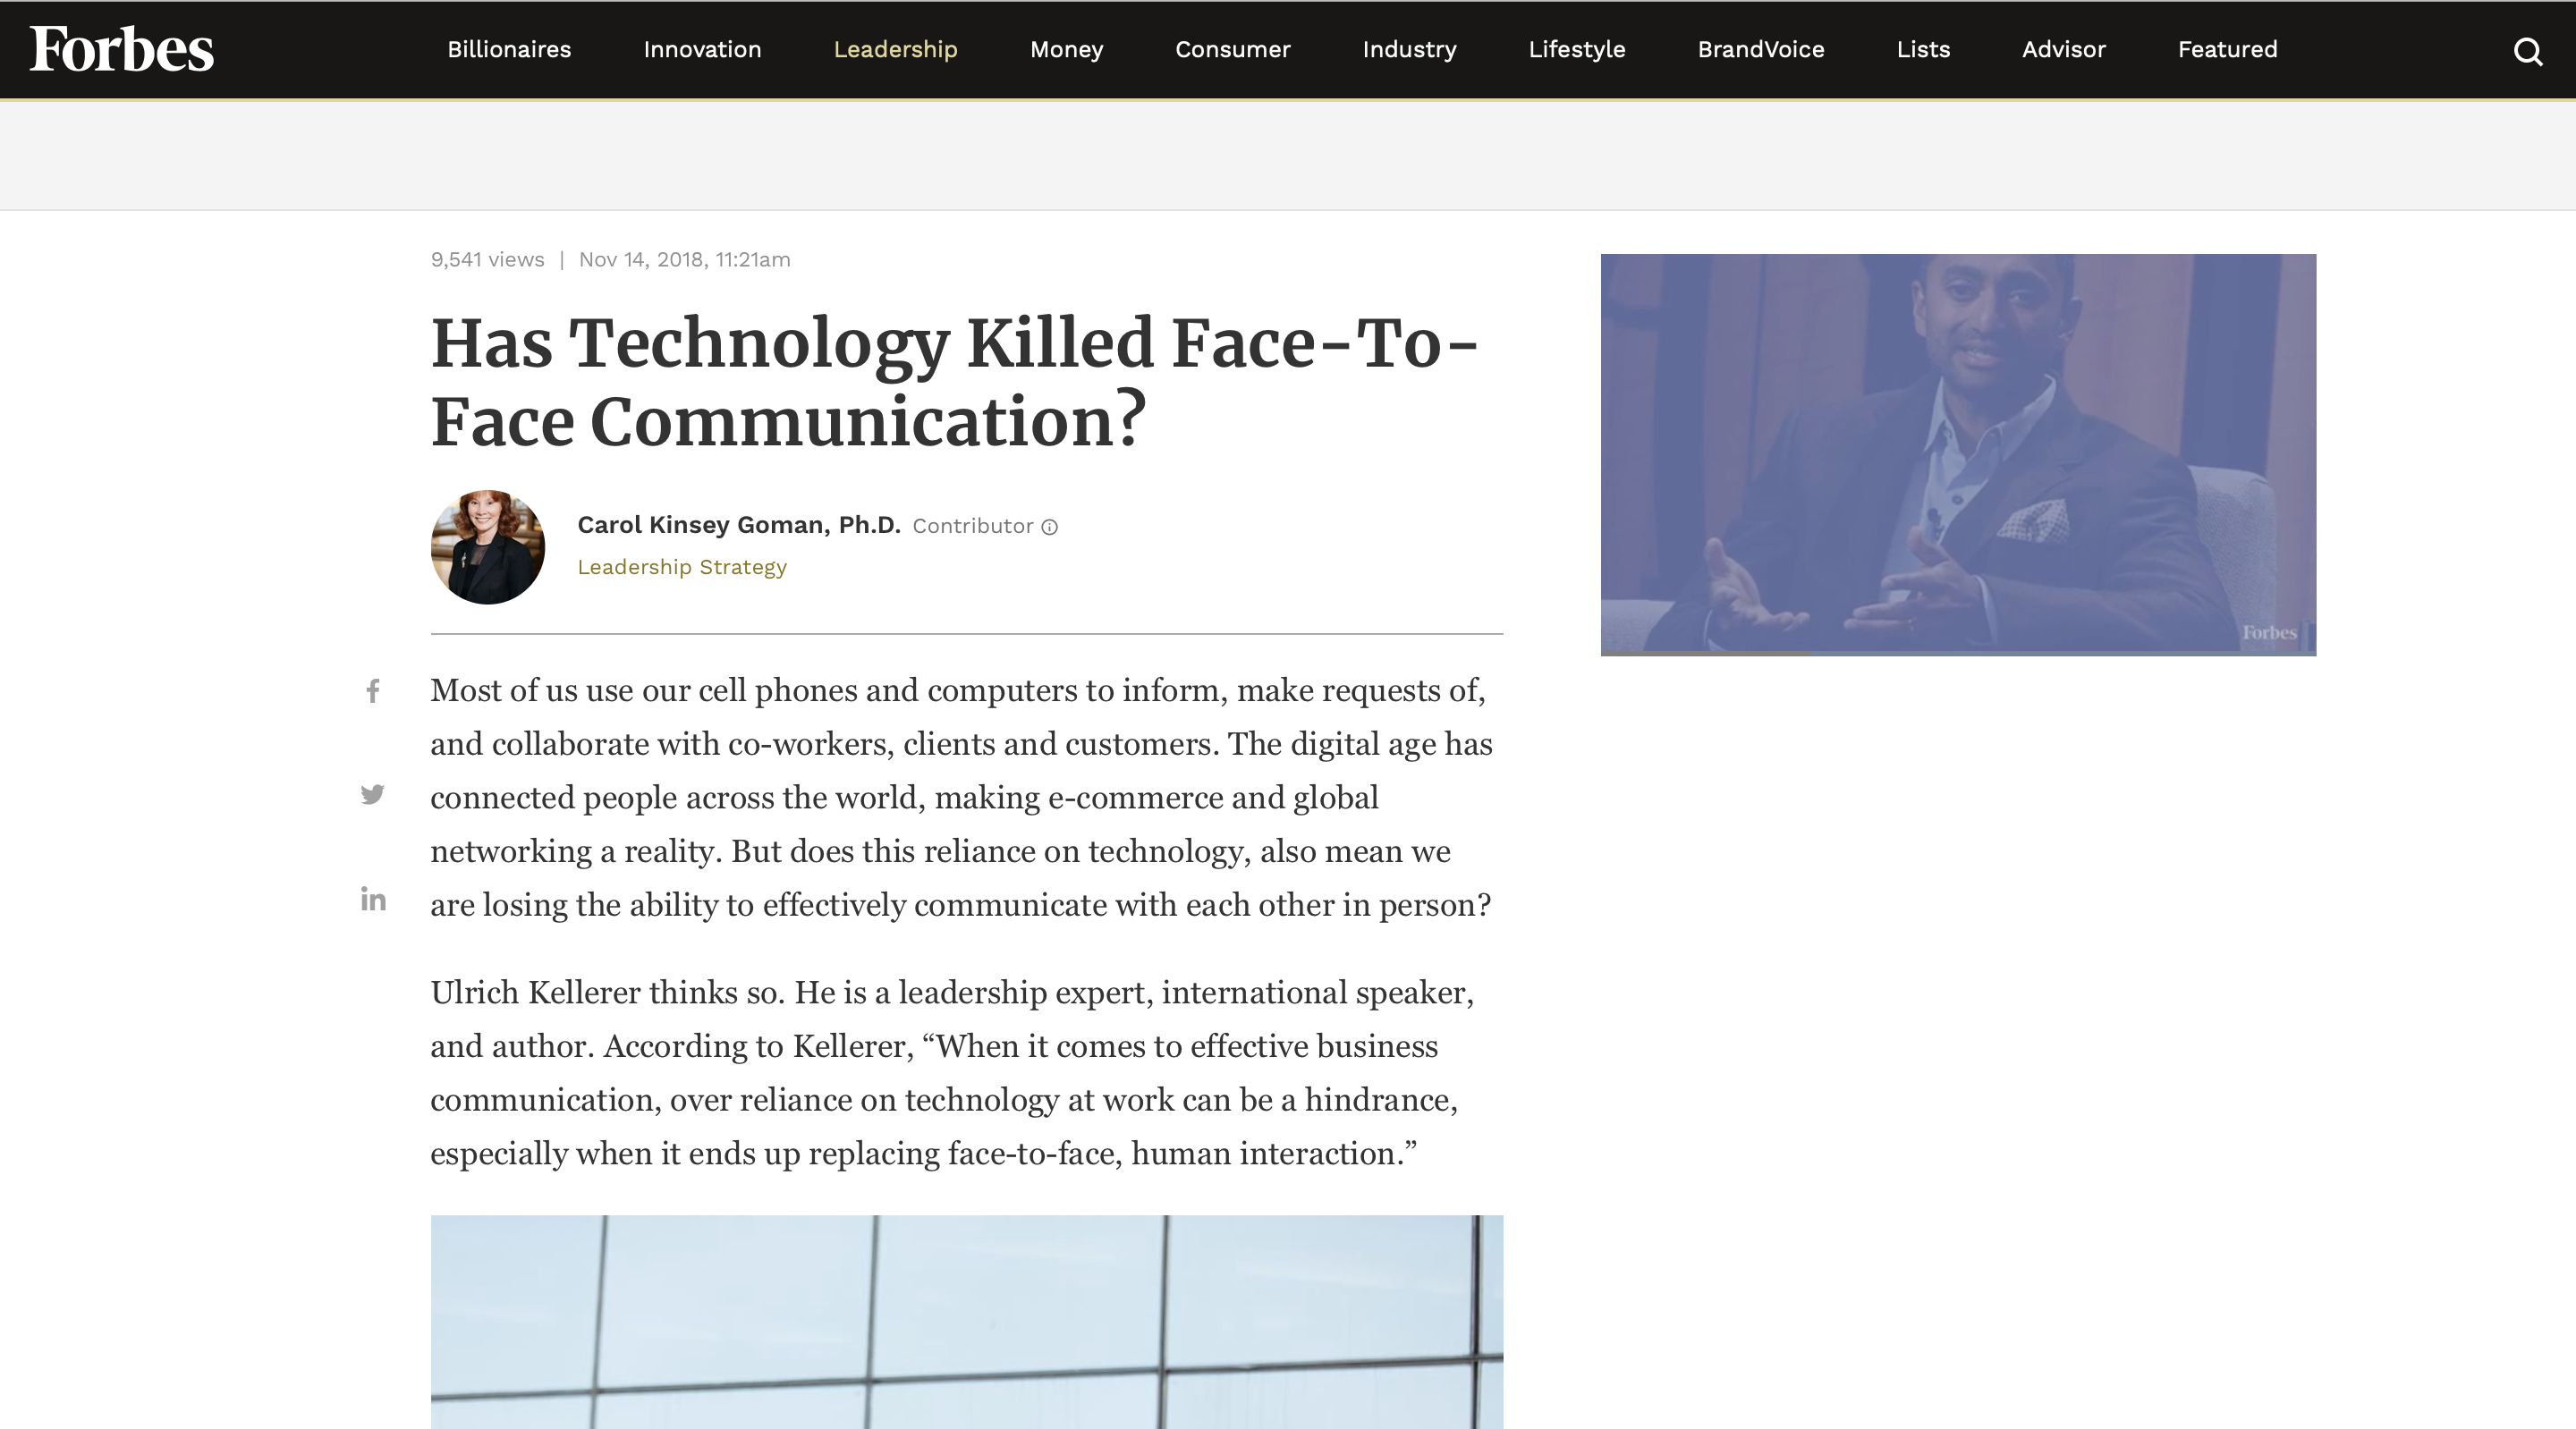 Forbes
Billionaires Innovation Leadership Money Consumer Industry Lifestyle BrandVoice Lists Advisor Featured
9,541 views | Nov 14, 2018, 11:21am
Has Technology Killed Face-To-
Face Communication?
Carol Kinsey Goman, Ph.D. Contributor
Leadership Strategy
Most of us use our cell phones and computers to inform, make requests of,
and collaborate with co-workers, clients and customers. The digital age has
connected people across the world, making e-commerce and global
networking a reality. But does this reliance on technology, also mean we
are losing the ability to effectively communicate with each other in person?
Ulrich Kellerer thinks so. He is a leadership expert, international speaker,
and author. According to Kellerer, “When it comes to effective business
communication, over reliance on technology at work can be a hindrance,
especially when it ends up replacing face-to-face, human interaction.”
Forbes